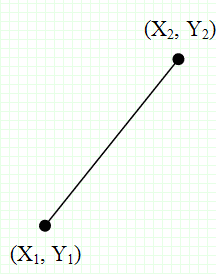 (X₂, Y₂)
(X₁, Y₁)